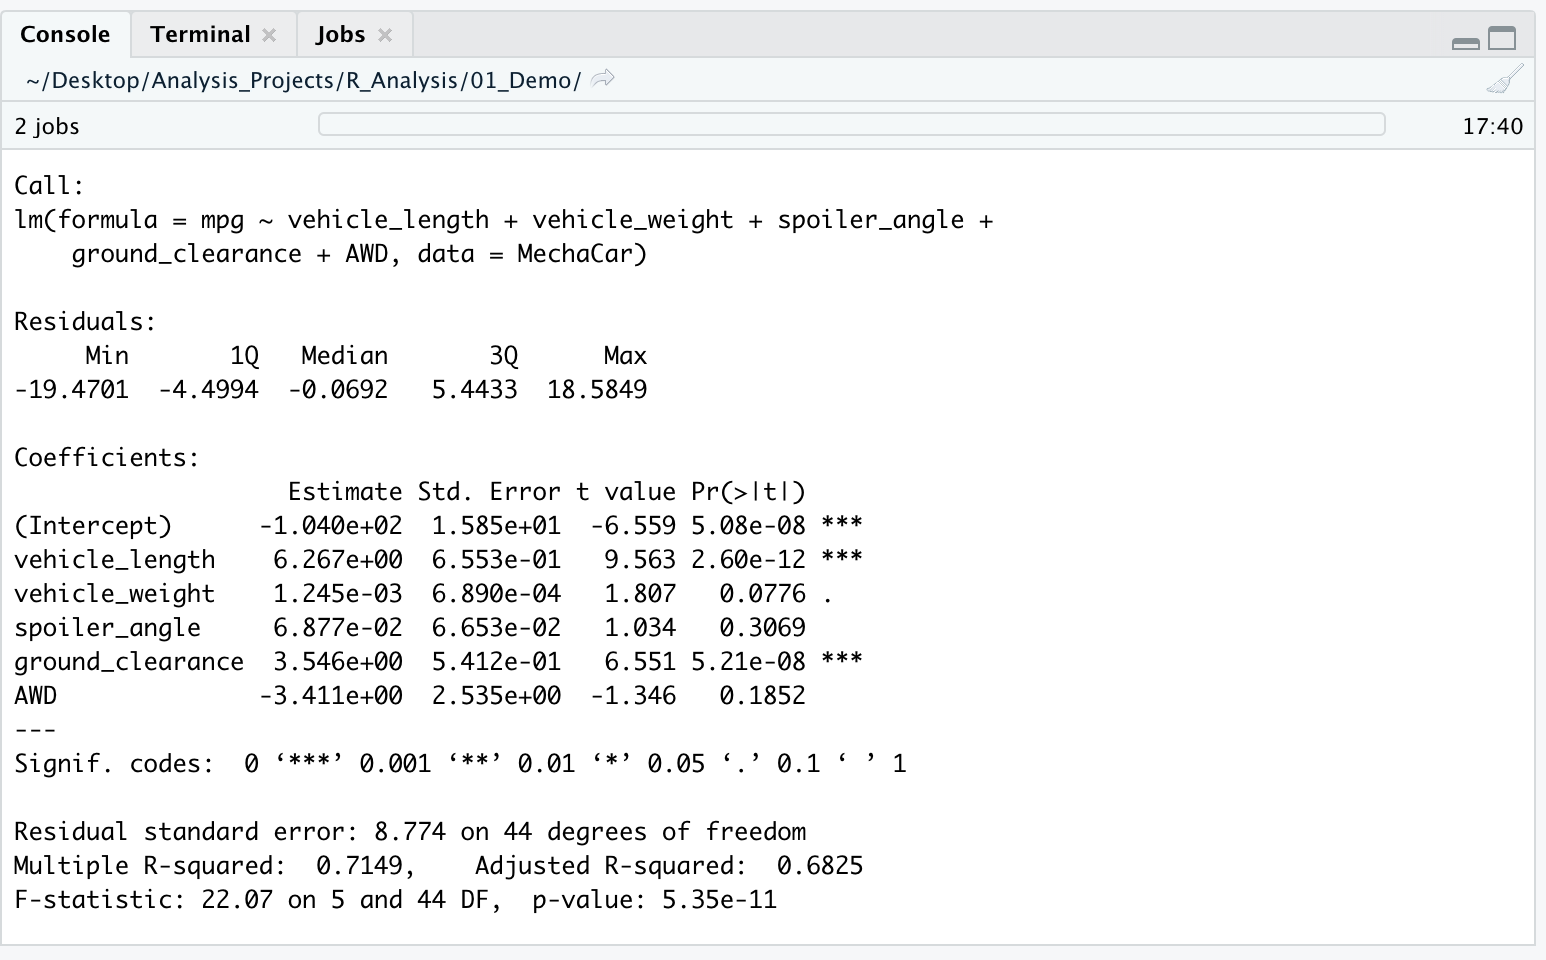 Console Terminal Jobs
~/Desktop/Analysis_Projects/R_Analysis/01_Demo/
2 jobs 17:40
Call:
lm(formula = mpg ~ vehicle_length + vehicle_weight + spoiler_angle +
    ground_clearance + AWD, data = MechaCar)
Residuals:
     Min       1Q   Median       3Q      Max
-19.4701  -4.4994  -0.0692   5.4433  18.5849
Coefficients:
                   Estimate Std. Error t value Pr(>|t|)
(Intercept)      -1.040e+02  1.585e+01  -6.559 5.08e-08 ***
vehicle_length    6.267e+00  6.553e-01   9.563 2.60e-12 ***
vehicle_weight    1.245e-03  6.890e-04   1.807   0.0776 .
spoiler_angle     6.877e-02  6.653e-02   1.034   0.3069
ground_clearance  3.546e+00  5.412e-01   6.551 5.21e-08 ***
AWD              -3.411e+00  2.535e+00  -1.346   0.1852
---
Signif. codes:  0 ‘***’ 0.001 ‘**’ 0.01 ‘*’ 0.05 ‘.’ 0.1 ‘ ’ 1
Residual standard error: 8.774 on 44 degrees of freedom
Multiple R-squared:  0.7149,    Adjusted R-squared:  0.6825
F-statistic: 22.07 on 5 and 44 DF,  p-value: 5.35e-11